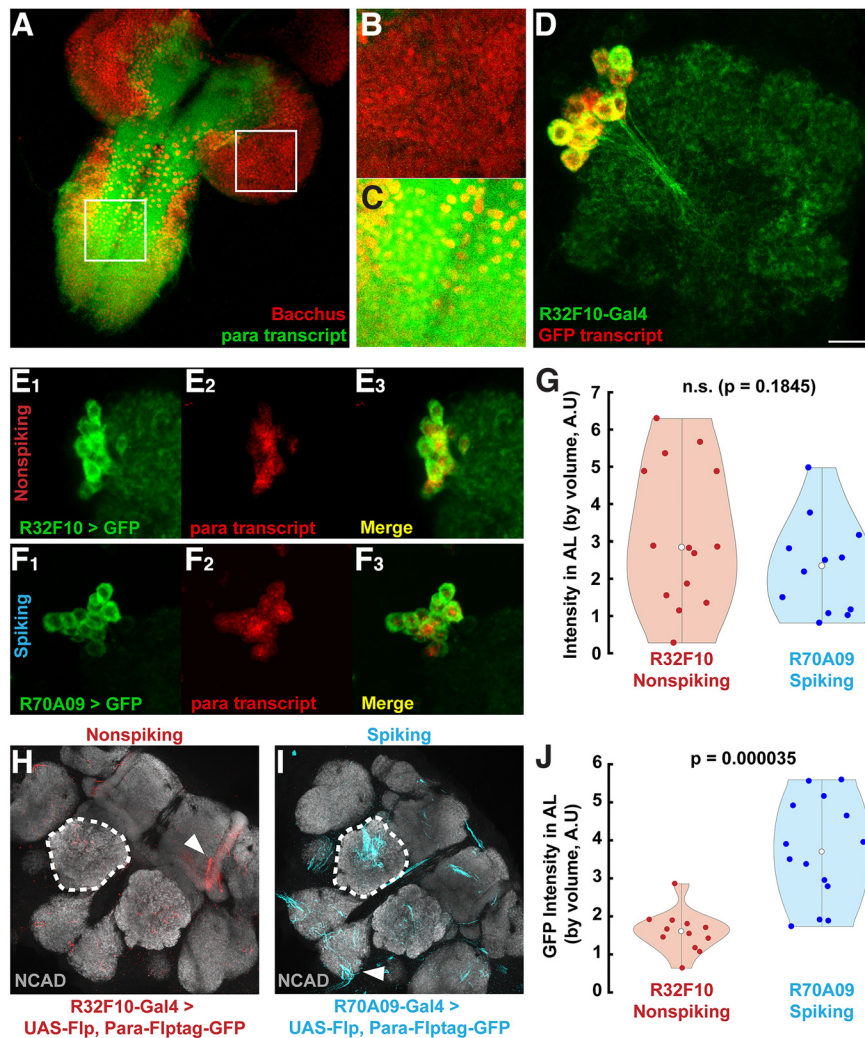 A
Bacchus
para transcript
B
C
D
R32F10-Gal4
GFP transcript
E1
E2
E3
Nonspiking
R32F10 > GFP
para transcript
Merge
F1
F2
F3
Spiking
R70A09 > GFP
para transcript
Merge
G
n.s. (p = 0.1845)
Intensity in AL (by volume, A.U)
7
6
5
4
3
2
1
0
R32F10
Nonspiking
R70A09
Spiking
Nonspiking
H
NCAD
R32F10-Gal4 >
UAS-Flp, Para-Flptag-GFP
Spiking
I
NCAD
R70A09-Gal4 >
UAS-Flp, Para-Flptag-GFP
J
p = 0.000035
GFP Intensity in AL
(by volume, A.U)
6
5
4
3
2
1
0
R32F10
Nonspiking
R70A09
Spiking